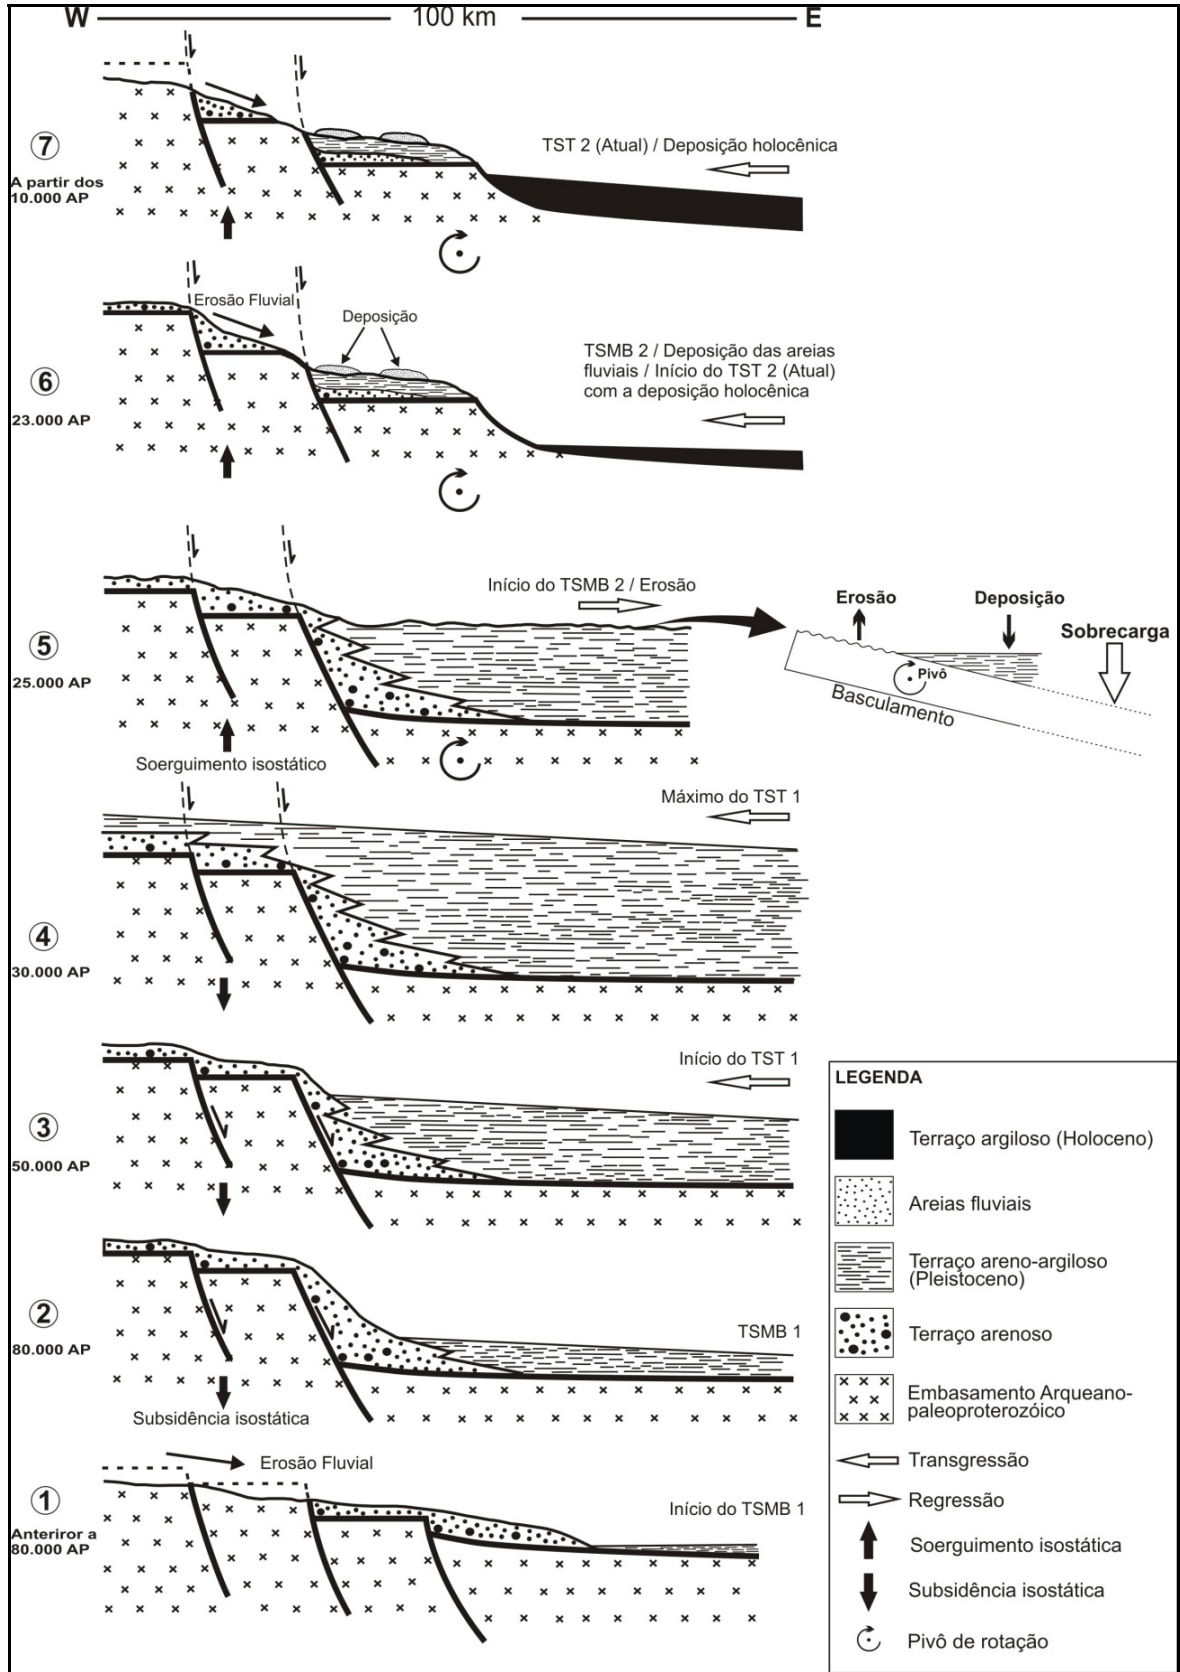 W 100 km E
7
A partir dos
10.000 AP
TST 2 (Atual) / Deposição holocênica
6
23.000 AP
Erosão Fluvial
Deposição
TSMB 2 / Deposição das areias
fluviais / Início do TST 2 (Atual)
com a deposição holocênica
5
25.000 AP
Início do TSMB 2 / Erosão
Soerguimento isostático
Erosão
Deposição
Sobrecarga
Pivô
Basculamento
4
30.000 AP
Máximo do TST 1
3
50.000 AP
Início do TST 1
2
80.000 AP
TSMB 1
Subsidência isostática
1
Anteriror a
80.000 AP
Erosão Fluvial
Início do TSMB 1
LEGENDA
Terraço argiloso (Holoceno)
Areias fluviais
Terraço areno-argiloso
(Pleistoceno)
Terraço arenoso
Embasamento Arqueano-
paleoproterozóico
Transgressão
Regressão
Soerguimento isostática
Subsidência isostática
Pivô de rotação